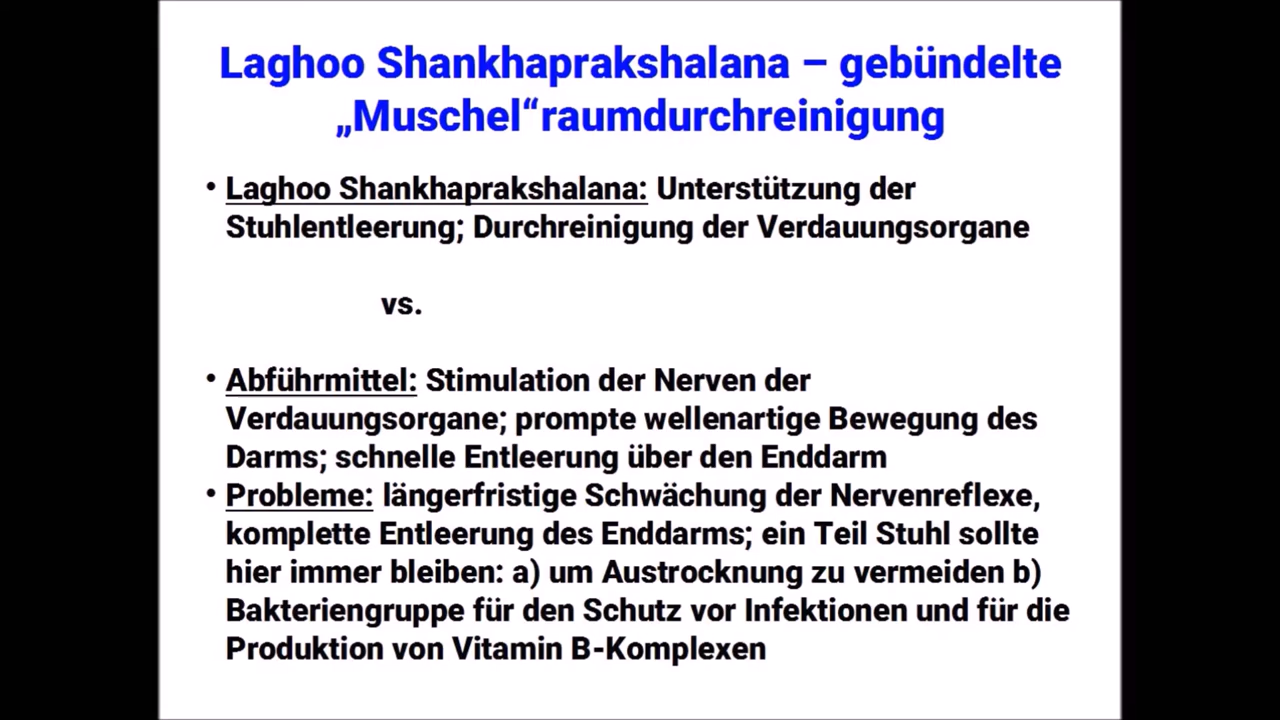 Laghoo Shankhaprakshalana – gebündelte
„Muschel“raumdurchreinigung
• Laghoo Shankhaprakshalana: Unterstützung der
Stuhlentleerung; Durchreinigung der Verdauungsorgane
vs.
• Abführmittel: Stimulation der Nerven der
Verdauungsorgane; prompte wellenartige Bewegung des
Darms; schnelle Entleerung über den Enddarm
• Probleme: längerfristige Schwächung der Nervenreflexe,
komplette Entleerung des Enddarms; ein Teil Stuhl sollte
hier immer bleiben: a) um Austrocknung zu vermeiden b)
Bakteriengruppe für den Schutz vor Infektionen und für die
Produktion von Vitamin B-Komplexen